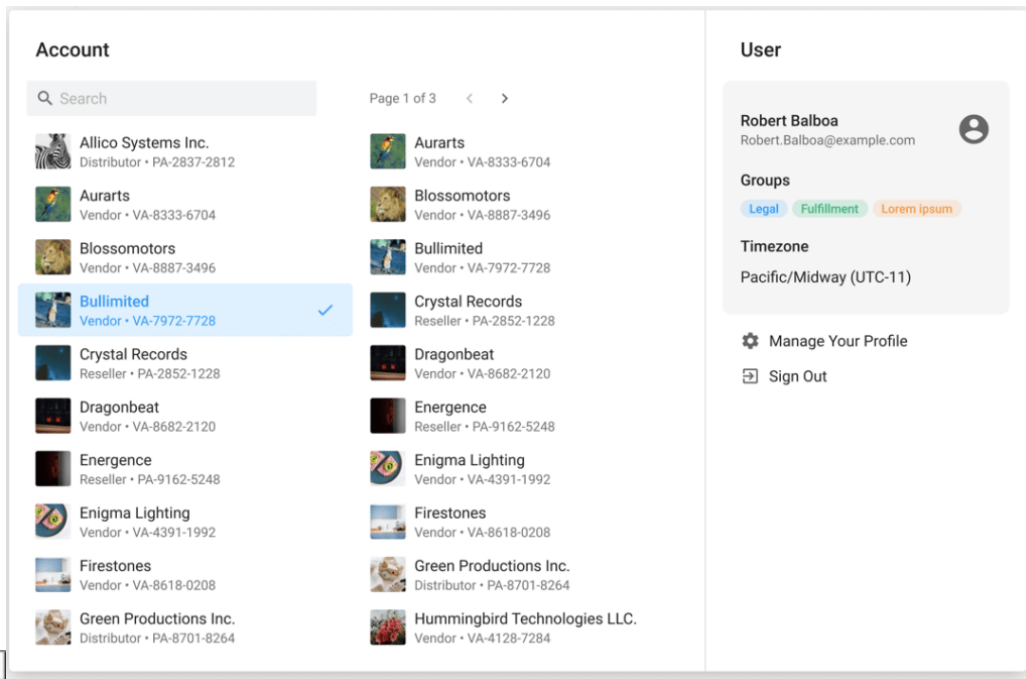 Account
Search
Page 1 of 3
Allico Systems Inc.
Distributor • PA-2837-2812
Aurarts
Vendor • VA-8333-6704
Blossomotors
Vendor • VA-8887-3496
Bullimited
Vendor • VA-7972-7728
Crystal Records
Reseller • PA-2852-1228
Dragonbeat
Vendor • VA-8682-2120
Energence
Reseller • PA-9162-5248
Enigma Lighting
Vendor • VA-4391-1992
Firestones
Vendor • VA-8618-0208
Green Productions Inc.
Distributor • PA-8701-8264
Aurarts
Vendor • VA-8333-6704
Blossomotors
Vendor • VA-8887-3496
Bullimited
Vendor • VA-7972-7728
Crystal Records
Reseller • PA-2852-1228
Dragonbeat
Vendor • VA-8682-2120
Energence
Reseller • PA-9162-5248
Enigma Lighting
Vendor • VA-4391-1992
Firestones
Vendor • VA-8618-0208
Green Productions Inc.
Distributor • PA-8701-8264
Hummingbird Technologies LLC.
Vendor • VA-4128-7284
User
Robert Balboa
Robert.Balboa@example.com
Groups
Legal Fulfillment Lorem ipsum
Timezone
Pacific/Midway (UTC-11)
Manage Your Profile
Sign Out